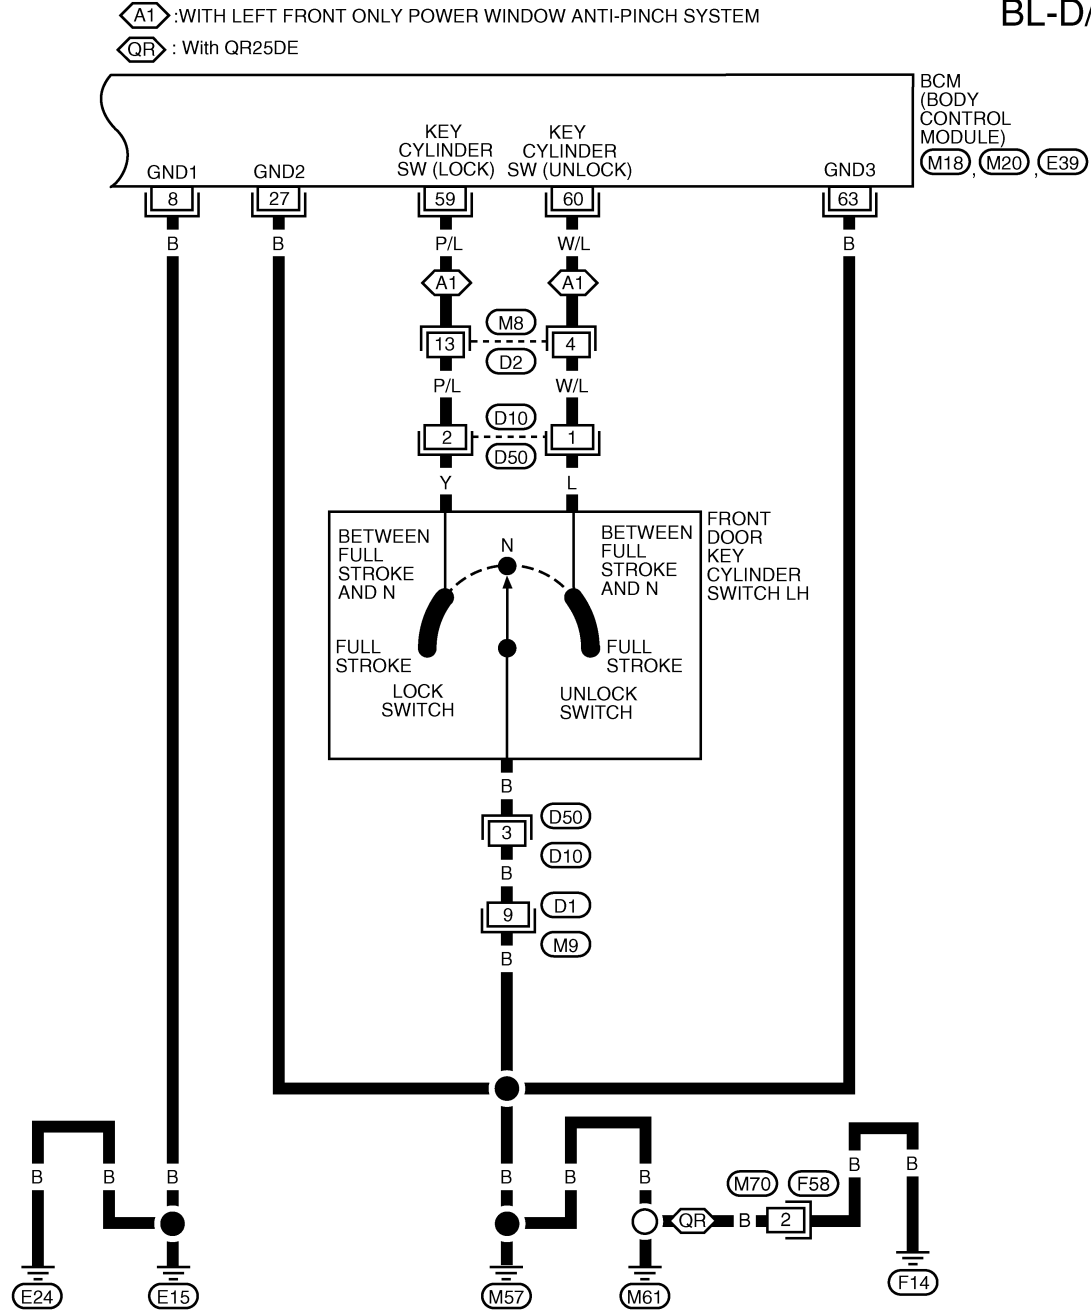 BL-D/
A1 :WITH LEFT FRONT ONLY POWER WINDOW ANTI-PINCH SYSTEM
QR : With QR25DE
BCM
(BODY
CONTROL
MODULE)
M18 , M20 , E39
KEY
CYLINDER
SW (LOCK)
KEY
CYLINDER
SW (UNLOCK)
GND1
GND2
GND3
8
27
59
60
63
B
B
P/L
W/L
B
A1
A1
M8
13
4
D2
P/L
W/L
D10
2
1
D50
Y
L
FRONT
DOOR
KEY
CYLINDER
SWITCH LH
BETWEEN
FULL
STROKE
AND N
N
BETWEEN
FULL
STROKE
AND N
FULL
STROKE
FULL
STROKE
LOCK
SWITCH
UNLOCK
SWITCH
B
D50
3
D10
B
D1
9
M9
B
B
B
B
B
B
B
B
B
M70
F58
QR
B
2
E24
E15
M57
M61
F14